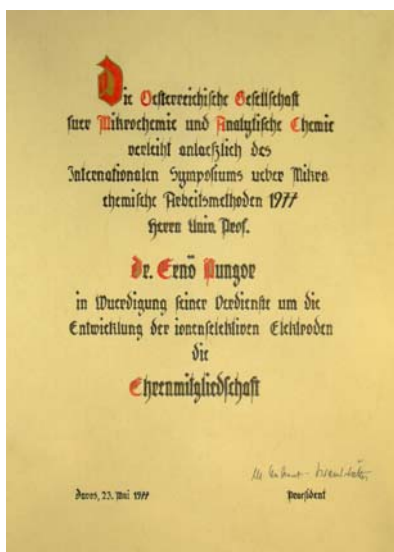 Die Oesterreichische Gesellschaft
fuer Mikrochemie und Analytische Chemie
verleiht anlaeßlich des
Internationalen Symposiums ueber Mikro
chemische Arbeitsmethoden 1977
Herrn Univ. Prof.
Dr. Ernö Pungor
in Wuerdigung seiner Verdienste um die
Entwicklung der ionenselektiven Elektroden
die
Ehrenmitgliedschaft
Davos, 23. Mai 1977
Praesident